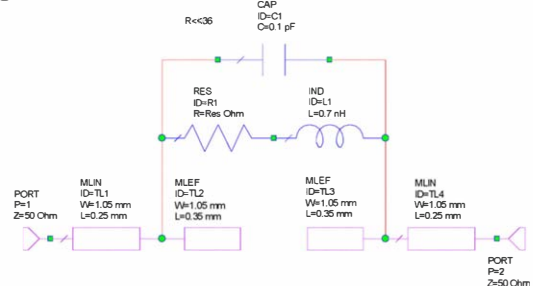 R<<36
CAP
ID=C1
C=0.1 pF
RES
ID=R1
R=Res Ohm
IND
ID=L1
L=0.7 nH
PORT
P=1
Z=50 Ohm
MLIN
ID=TL1
W=1.05 mm
L=0.25 mm
MLEF
ID=TL2
W=1.05 mm
L=0.35 mm
MLEF
ID=TL3
W=1.05 mm
L=0.35 mm
MLIN
ID=TL4
W=1.05 mm
L=0.25 mm
PORT
P=2
Z=50 Ohm